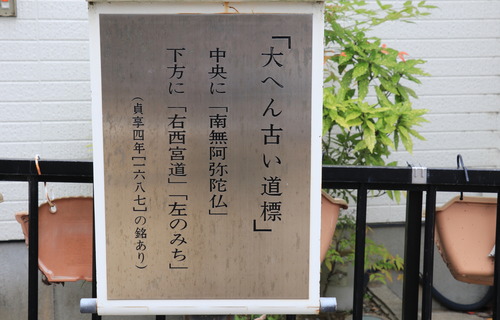 「大へん古い道標」
中央に「南無阿弥陀仏」
下方に「右西宮道」「左のみち」
（貞享四年［一六八七］の銘あり）